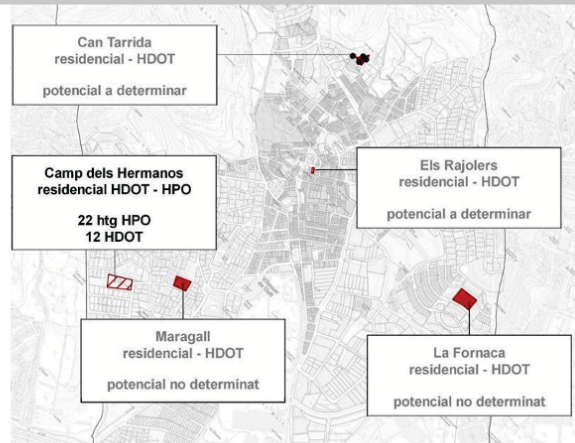 Can Tarrida
residencial - HDOT
potencial a determinar
Camp dels Hermanos
residencial HDOT - HPO
22 htg HPO
12 HDOT
Els Rajolers
residencial - HDOT
potencial a determinar
Maragall
residencial - HDOT
potencial no determinat
La Fornaca
residencial - HDOT
potencial no determinat